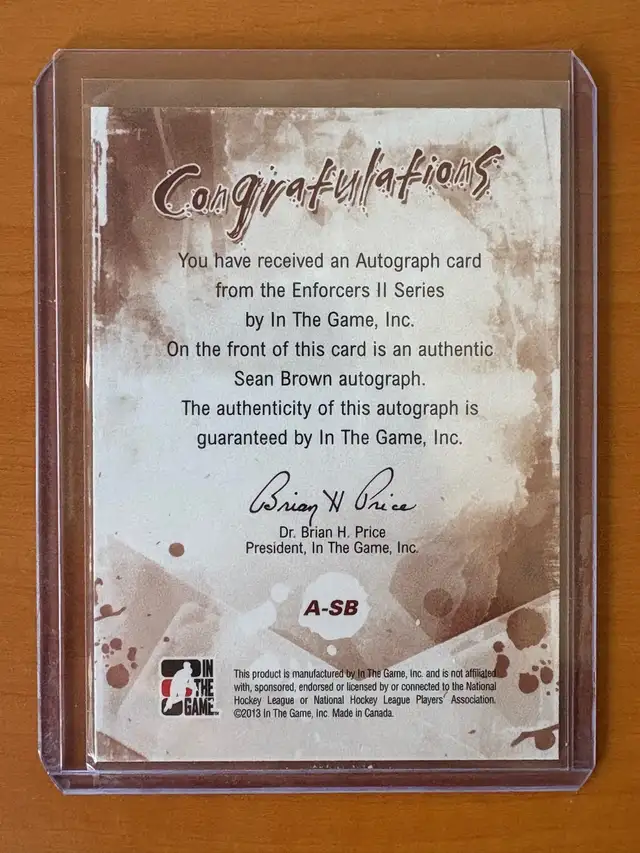 Congratulations
You have received an Autograph card
from the Enforcers II Series
by In The Game, Inc.
On the front of this card is an authentic
Sean Brown autograph.
The authenticity of this autograph is
guaranteed by In The Game, Inc.
Brian H Price
Dr. Brian H. Price
President, In The Game, Inc.
A-SB
IN
THE
GAME™
This product is manufactured by In The Game, Inc. and is not affiliated
with, sponsored, endorsed or licensed by or connected to the National
Hockey League or National Hockey League Players' Association.
©2013 In The Game, Inc. Made in Canada.